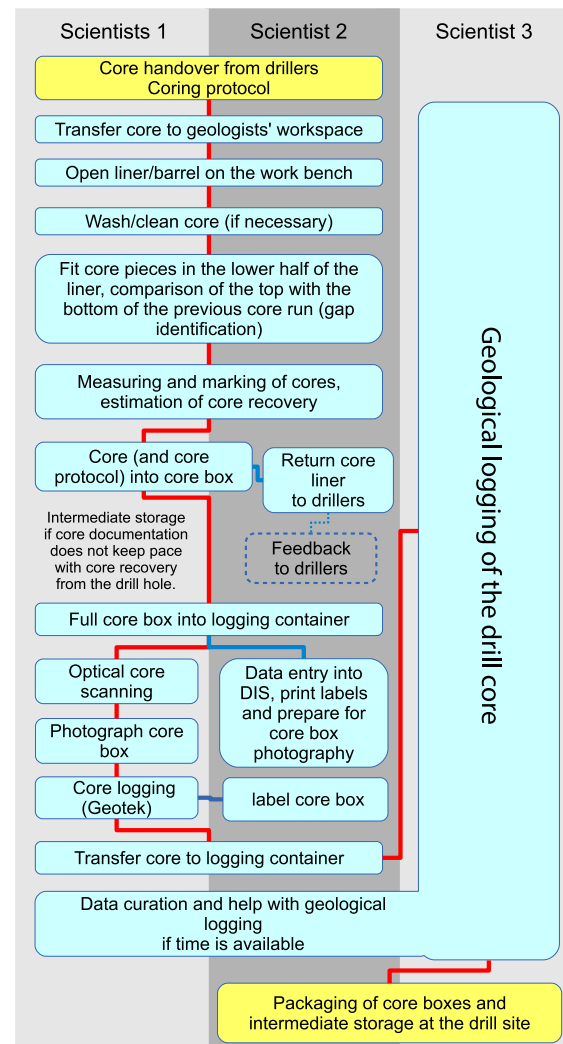 Scientists 1
Scientist 2
Scientist 3
Core handover from drillers
Coring protocol
Transfer core to geologists' workspace
Open liner/barrel on the work bench
Wash/clean core (if necessary)
Fit core pieces in the lower half of the
liner, comparison of the top with the
bottom of the previous core run (gap
identification)
Measuring and marking of cores,
estimation of core recovery
Core (and core
protocol) into core box
Return core
liner
to drillers
Intermediate storage
if core documentation
does not keep pace
with core recovery
from the drill hole.
Feedback
to drillers
Full core box into logging container
Optical core
scanning
Data entry into
DIS, print labels
and prepare for
core box
photography
Photograph core
box
Core logging
(Geotek)
label core box
Transfer core to logging container
Geological logging of the drill core
Data curation and help with geological
logging
if time is available
Packaging of core boxes and
intermediate storage at the drill site